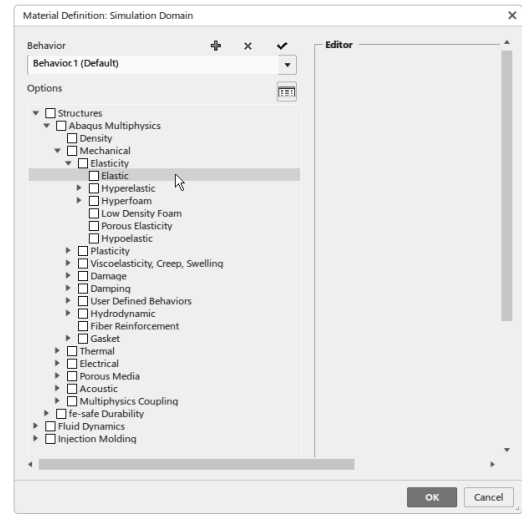 Material Definition: Simulation Domain
Behavior
Editor
Behavior.1 (Default)
Options
Structures
Abaqus Multiphysics
Density
Mechanical
Elasticity
Elastic
Hyperelastic
Hyperfoam
Low Density Foam
Porous Elasticity
Hypoelastic
Plasticity
Viscoelasticity, Creep, Swelling
Damage
Damping
User Defined Behaviors
Hydrodynamic
Fiber Reinforcement
Gasket
Thermal
Electrical
Porous Media
Acoustic
Multiphysics Coupling
fe-safe Durability
Fluid Dynamics
Injection Molding
OK Cancel